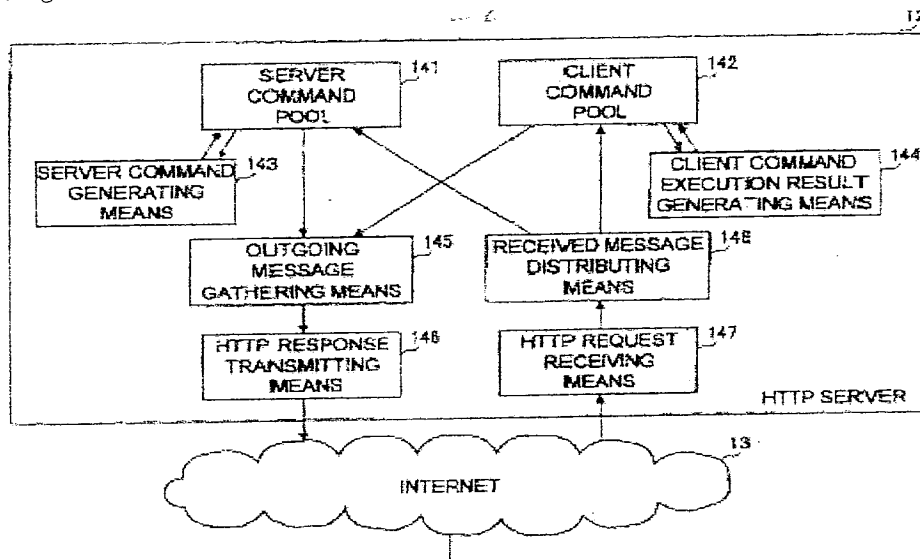 12
SERVER
COMMAND
POOL
141
CLIENT
COMMAND
POOL
142
SERVER COMMAND
GENERATING
MEANS
143
CLIENT COMMAND
EXECUTION RESULT
GENERATING MEANS
144
OUTGOING
MESSAGE
GATHERING MEANS
145
RECEIVED MESSAGE
DISTRIBUTING
MEANS
148
HTTP RESPONSE
TRANSMITTING
MEANS
146
HTTP REQUEST
RECEIVING
MEANS
147
HTTP SERVER
INTERNET
13